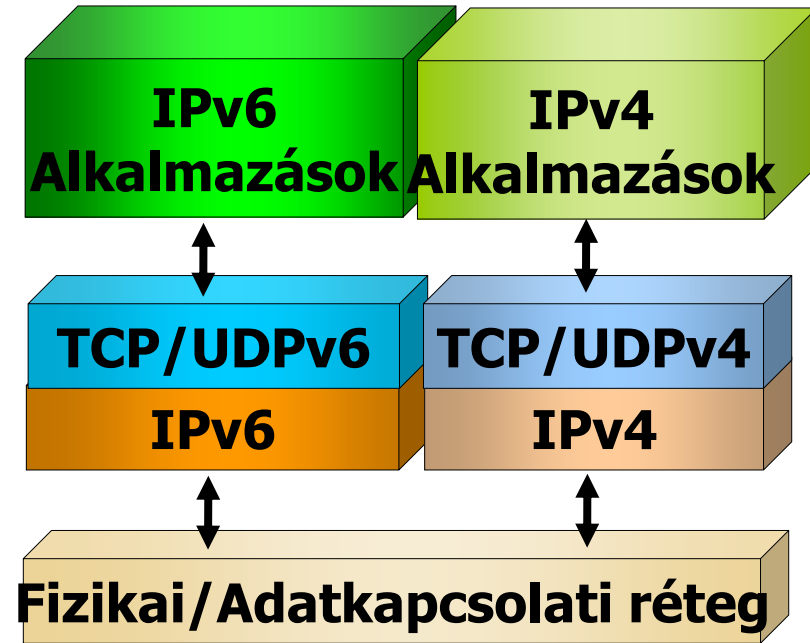 IPv6
Alkalmazások
IPv4
Alkalmazások
TCP/UDPv6
TCP/UDPv4
IPv6
IPv4
Fizikai/Adatkapcsolati réteg